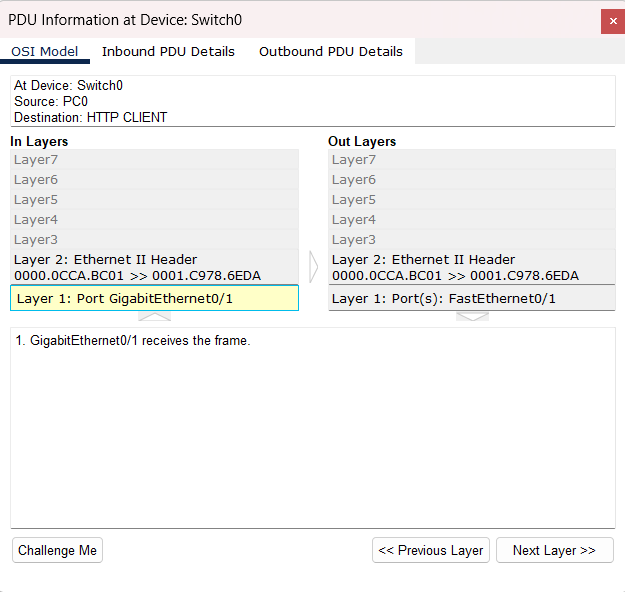 PDU Information at Device: Switch0
OSI Model Inbound PDU Details Outbound PDU Details
At Device: Switch0
Source: PC0
Destination: HTTP CLIENT
In Layers
Layer7
Layer6
Layer5
Layer4
Layer3
Layer 2: Ethernet II Header
0000.0CCA.BC01 >> 0001.C978.6EDA
Layer 1: Port GigabitEthernet0/1
Out Layers
Layer7
Layer6
Layer5
Layer4
Layer3
Layer 2: Ethernet II Header
0000.0CCA.BC01 >> 0001.C978.6EDA
Layer 1: Port(s): FastEthernet0/1
1. GigabitEthernet0/1 receives the frame.
Challenge Me << Previous Layer Next Layer >>